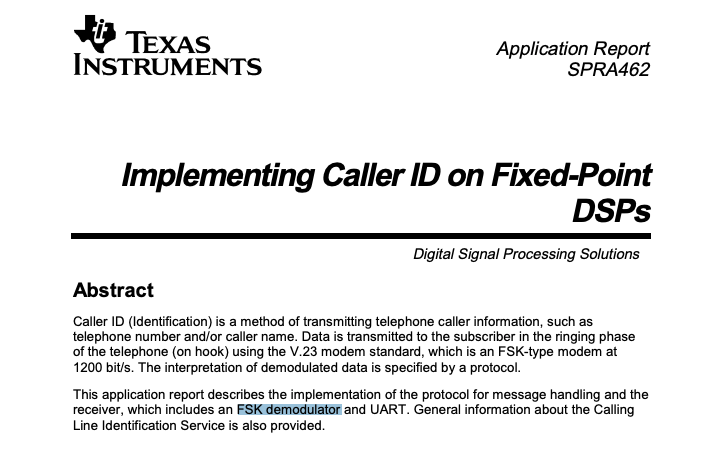 TEXAS
INSTRUMENTS
Application Report
SPRA462
Implementing Caller ID on Fixed-Point
DSPs
Digital Signal Processing Solutions
Abstract
Caller ID (Identification) is a method of transmitting telephone caller information, such as
telephone number and/or caller name. Data is transmitted to the subscriber in the ringing phase
of the telephone (on hook) using the V.23 modem standard, which is an FSK-type modem at
1200 bit/s. The interpretation of demodulated data is specified by a protocol.
This application report describes the implementation of the protocol for message handling and the
receiver, which includes an FSK demodulator and UART. General information about the Calling
Line Identification Service is also provided.